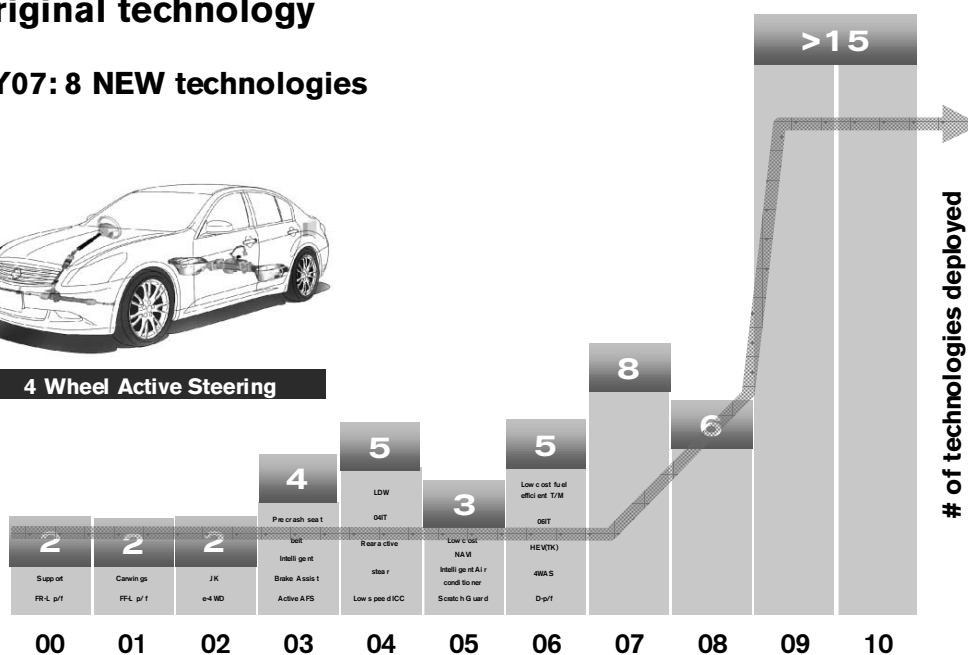 riginal technology
Y07: 8 NEW technologies
4 Wheel Active Steering
>15
8
6
5
5
4
3
2
2
2
Support
FR-L p/f
Carwings
FF-L p/f
JK
e-4WD
Precrash seat
belt
Intelligent
Brake Assist
Active AFS
LDW
04IT
Rear active
stear
Low speed ICC
Low cost
NAVI
Intelligent Air
conditioner
Scratch Guard
Low cost fuel
efficient T/M
06IT
HEV(TK)
4WAS
D-p/f
# of technologies deployed
00 01 02 03 04 05 06 07 08 09 10